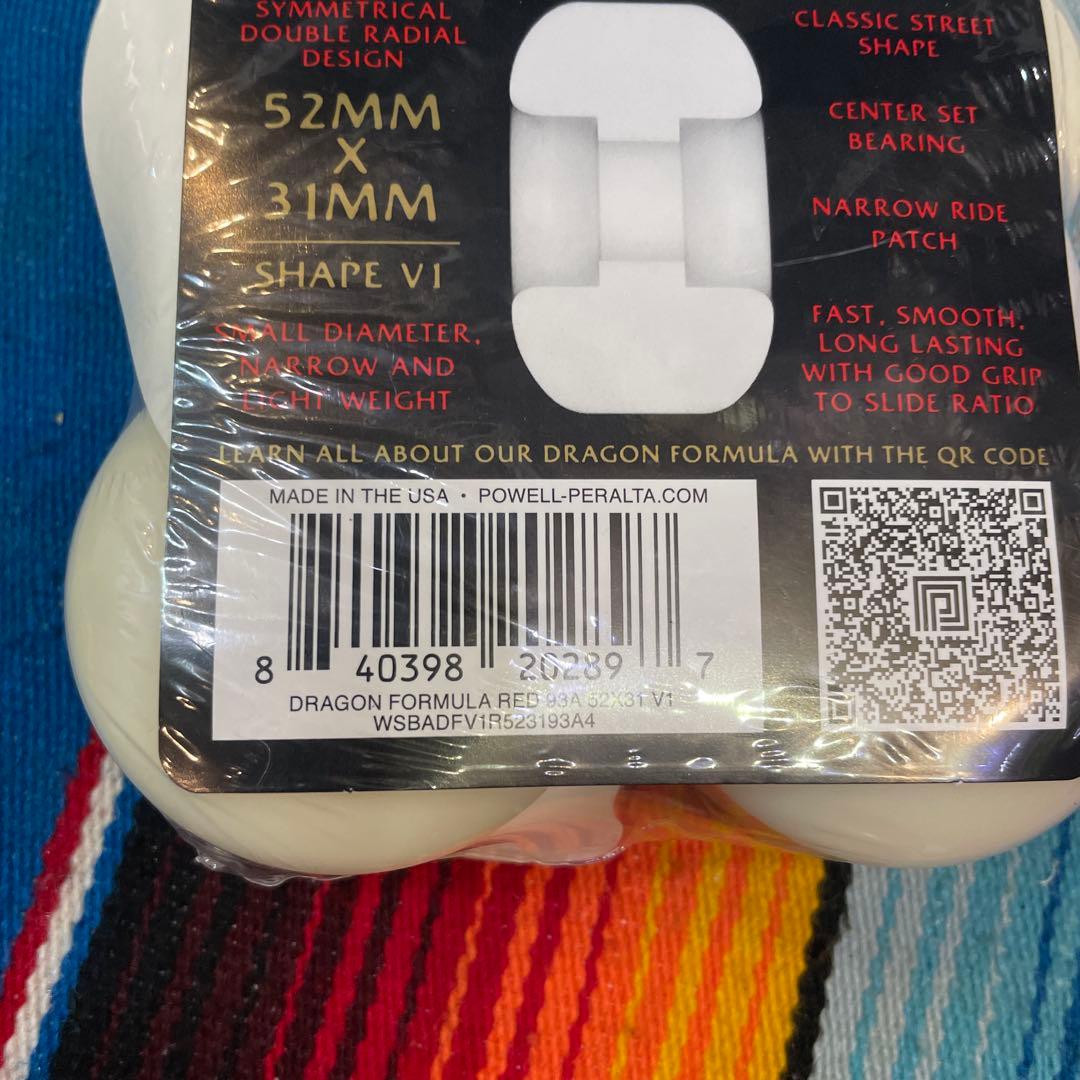 SYMMETRICAL
DOUBLE RADIAL
DESIGN
52MM
X
31MM
SHAPE V1
SMALL DIAMETER,
NARROW AND
LIGHT WEIGHT
CLASSIC STREET
SHAPE
CENTER SET
BEARING
NARROW RIDE
PATCH
FAST, SMOOTH,
LONG LASTING
WITH GOOD GRIP
TO SLIDE RATIO
LEARN ALL ABOUT OUR DRAGON FORMULA WITH THE QR CODE
MADE IN THE USA • POWELL-PERALTA.COM
8 40398 20289 7
DRAGON FORMULA RED 93A 52X31 V1
WSBADFV1R523193A4